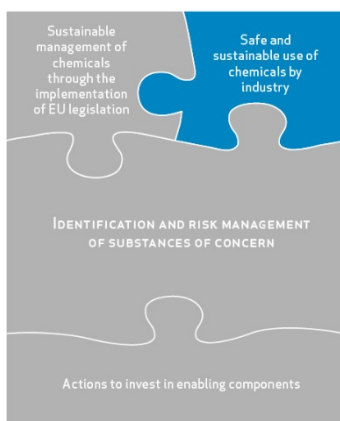 Sustainable
management of
chemicals
through the
implementation
of EU legislation
Safe and
sustainable use of
chemicals by
industry
IDENTIFICATION AND RISK MANAGEMENT
OF SUBSTANCES OF CONCERN
Actions to invest in enabling components